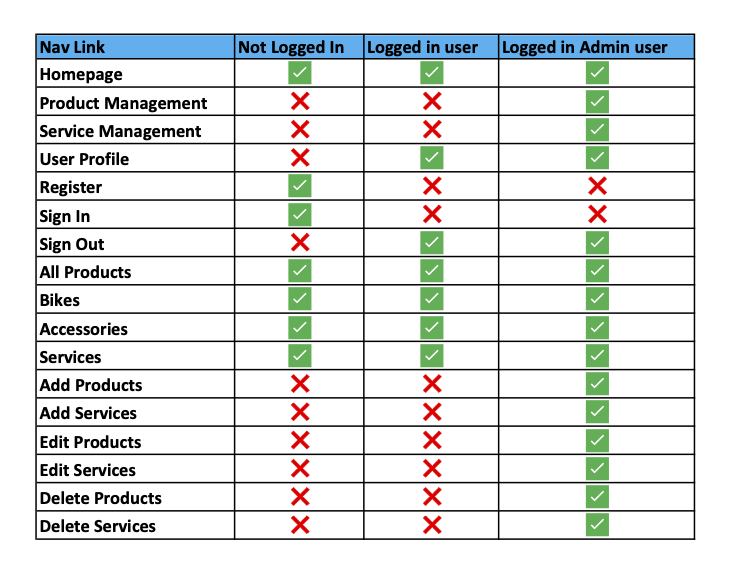 Nav Link Not Logged In Logged in user Logged in Admin user
Homepage ✅ ✅ ✅
Product Management ❌ ❌ ✅
Service Management ❌ ❌ ✅
User Profile ❌ ✅ ✅
Register ✅ ❌ ❌
Sign In ✅ ❌ ❌
Sign Out ❌ ✅ ✅
All Products ✅ ✅ ✅
Bikes ✅ ✅ ✅
Accessories ✅ ✅ ✅
Services ✅ ✅ ✅
Add Products ❌ ❌ ✅
Add Services ❌ ❌ ✅
Edit Products ❌ ❌ ✅
Edit Services ❌ ❌ ✅
Delete Products ❌ ❌ ✅
Delete Services ❌ ❌ ✅